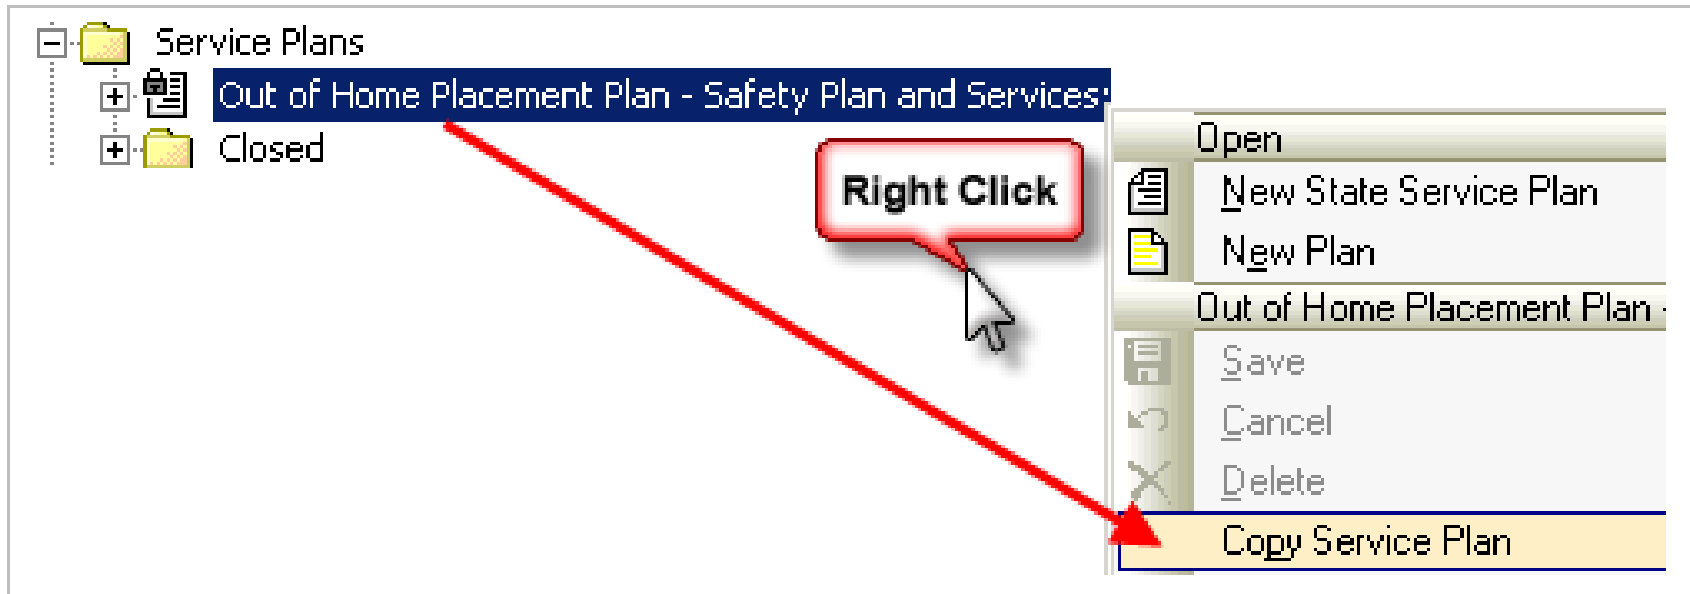 Service Plans
Out of Home Placement Plan - Safety Plan and Services
Closed
Right Click
Open
New State Service Plan
New Plan
Out of Home Placement Plan -
Save
Cancel
Delete
Copy Service Plan